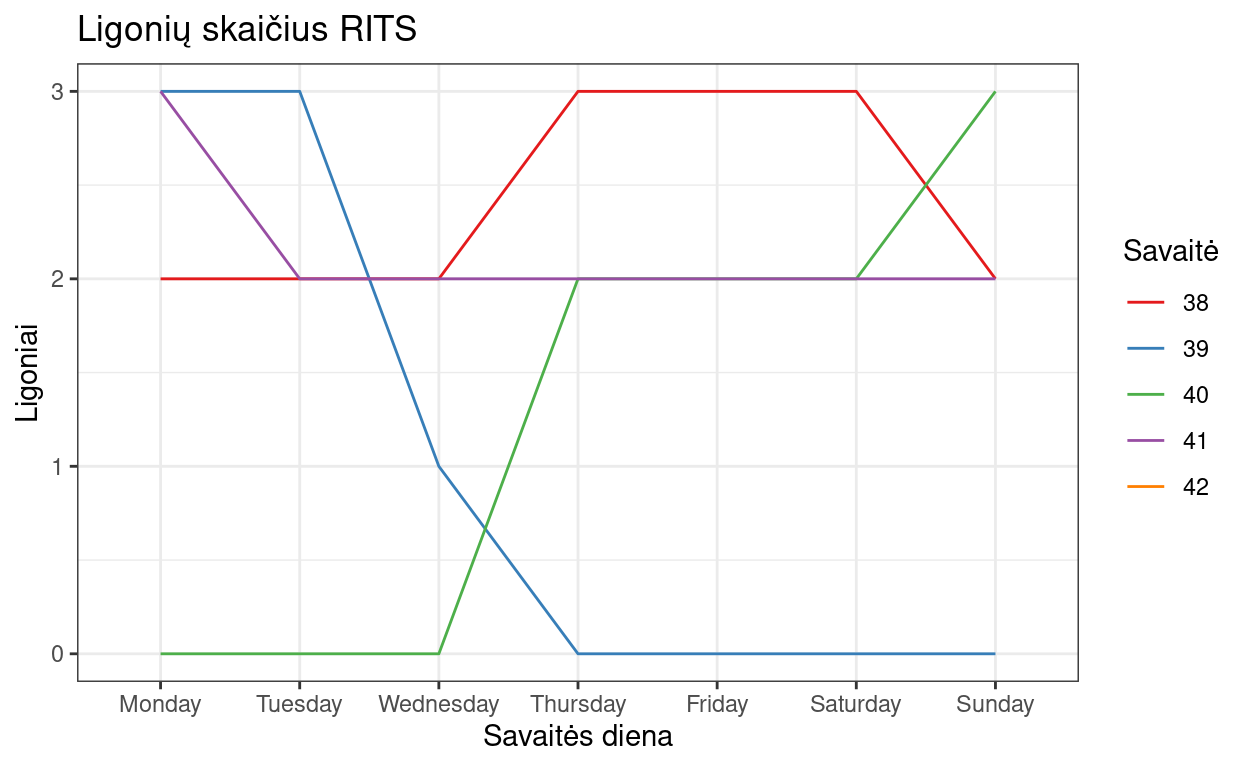 Ligonių skaičius RITS
Ligoniai
3
2
1
0
Monday Tuesday Wednesday Thursday Friday Saturday Sunday
Savaitės diena
Savaitė
38
39
40
41
42